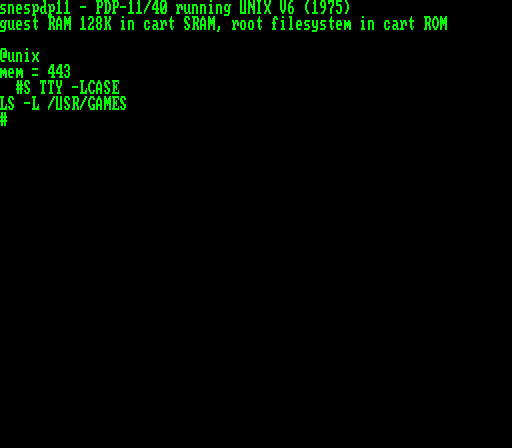 snespdp11 - PDP-11/40 running UNIX V6 (1975)
guest RAM 128K in cart SRAM, root filesystem in cart ROM
@unix
mem = 443
#S TTY -LCASE
LS -L /USR/GAMES
#